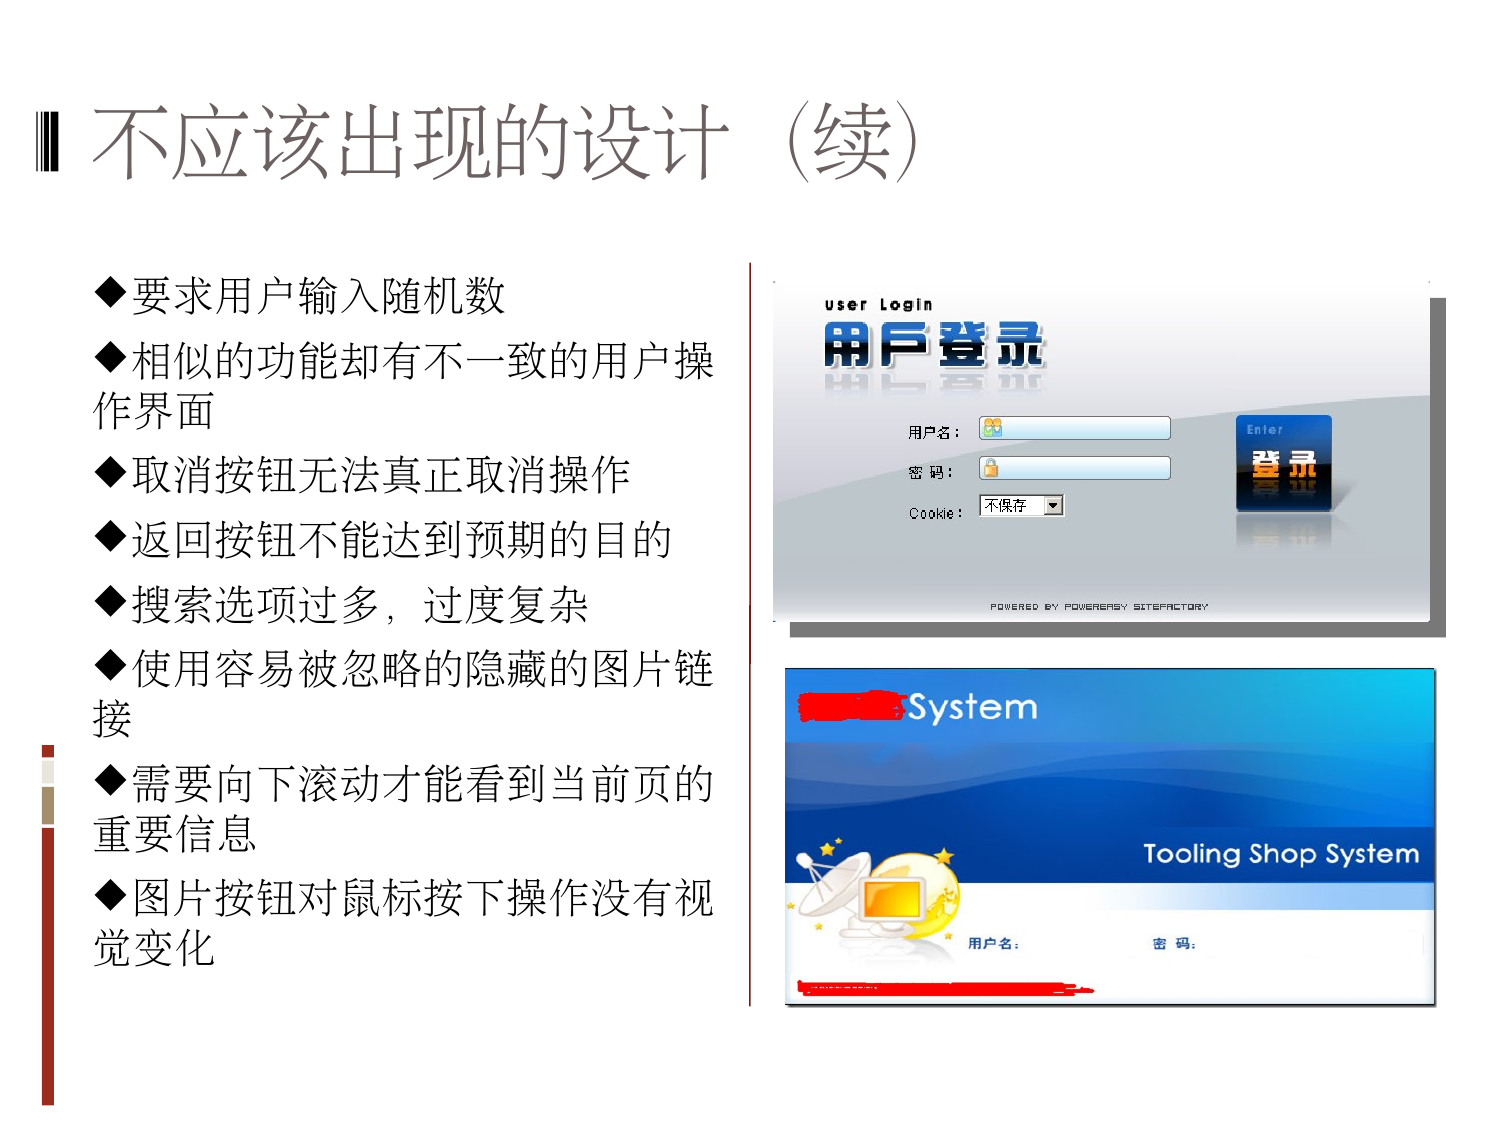 不应该出现的设计（续）
◆要求用户输入随机数
◆相似的功能却有不一致的用户操
作界面
◆取消按钮无法真正取消操作
◆返回按钮不能达到预期的目的
◆搜索选项过多，过度复杂
◆使用容易被忽略的隐藏的图片链
接
◆需要向下滚动才能看到当前页的
重要信息
◆图片按钮对鼠标按下操作没有视
觉变化
user Login
用戶登录
用户名：
密 码：
Cookie：
不保存
Enter
登录
POWERED BY POWEREASY SITEFACTORY
System
Tooling Shop System
用户名：
密 码：